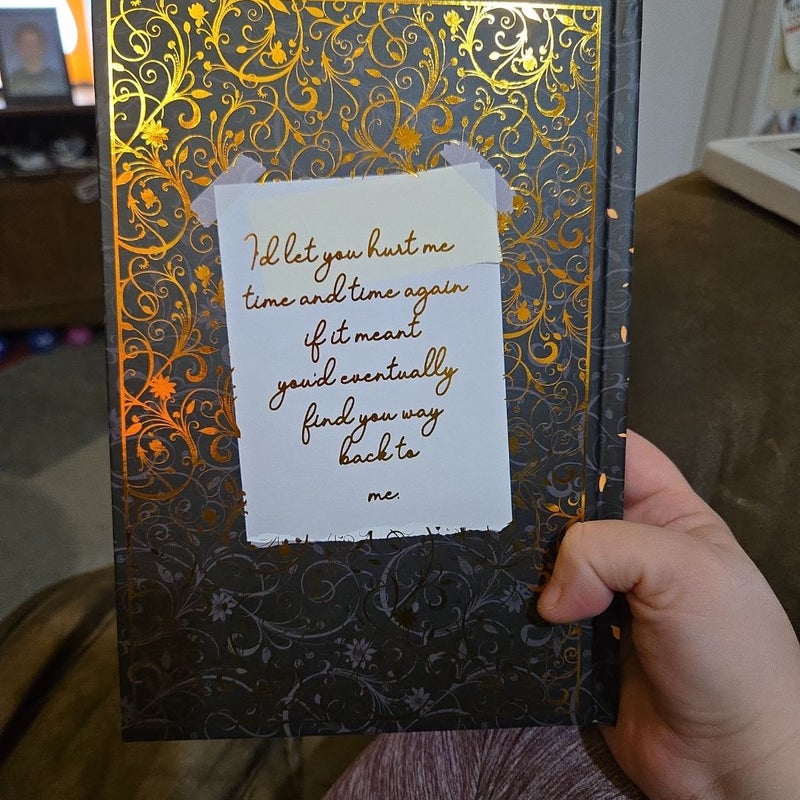 I'd let you hurt me
time and time again
if it meant
you'd eventually
find you way
back to
me.